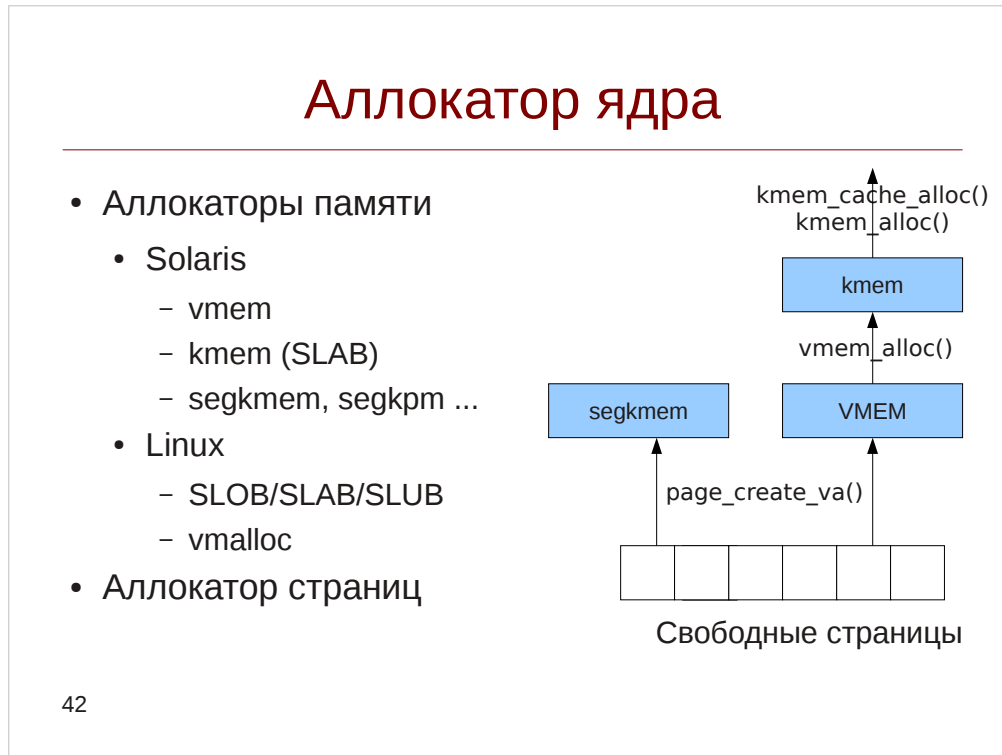 Аллокатор ядра
• Аллокаторы памяти
• Solaris
– vmem
– kmem (SLAB)
– segkmem, segkpm ...
• Linux
– SLOB/SLAB/SLUB
– vmalloc
• Аллокатор страниц
kmem_cache_alloc()
kmem_alloc()
kmem
vmem_alloc()
segkmem
VMEM
page_create_va()
Свободные страницы
42